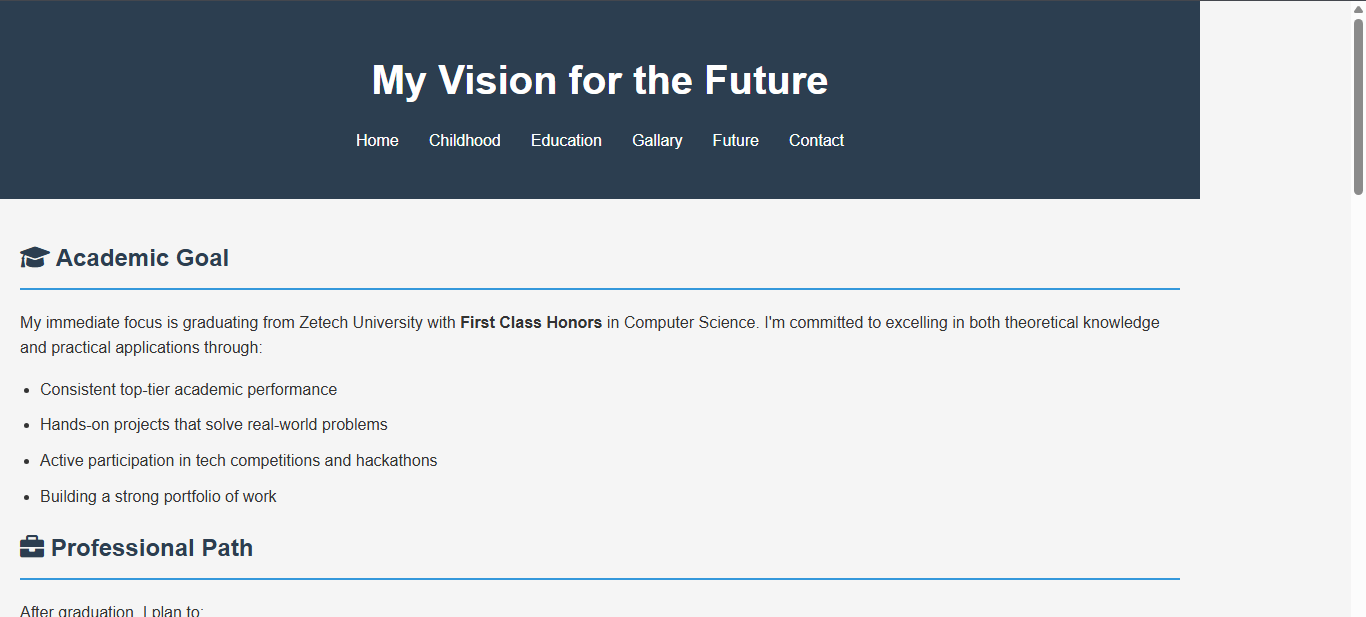 My Vision for the Future
Home Childhood Education Gallary Future Contact
Academic Goal
My immediate focus is graduating from Zetech University with First Class Honors in Computer Science. I'm committed to excelling in both theoretical knowledge
and practical applications through:
Consistent top-tier academic performance
Hands-on projects that solve real-world problems
Active participation in tech competitions and hackathons
Building a strong portfolio of work
Professional Path
After graduation, I plan to: